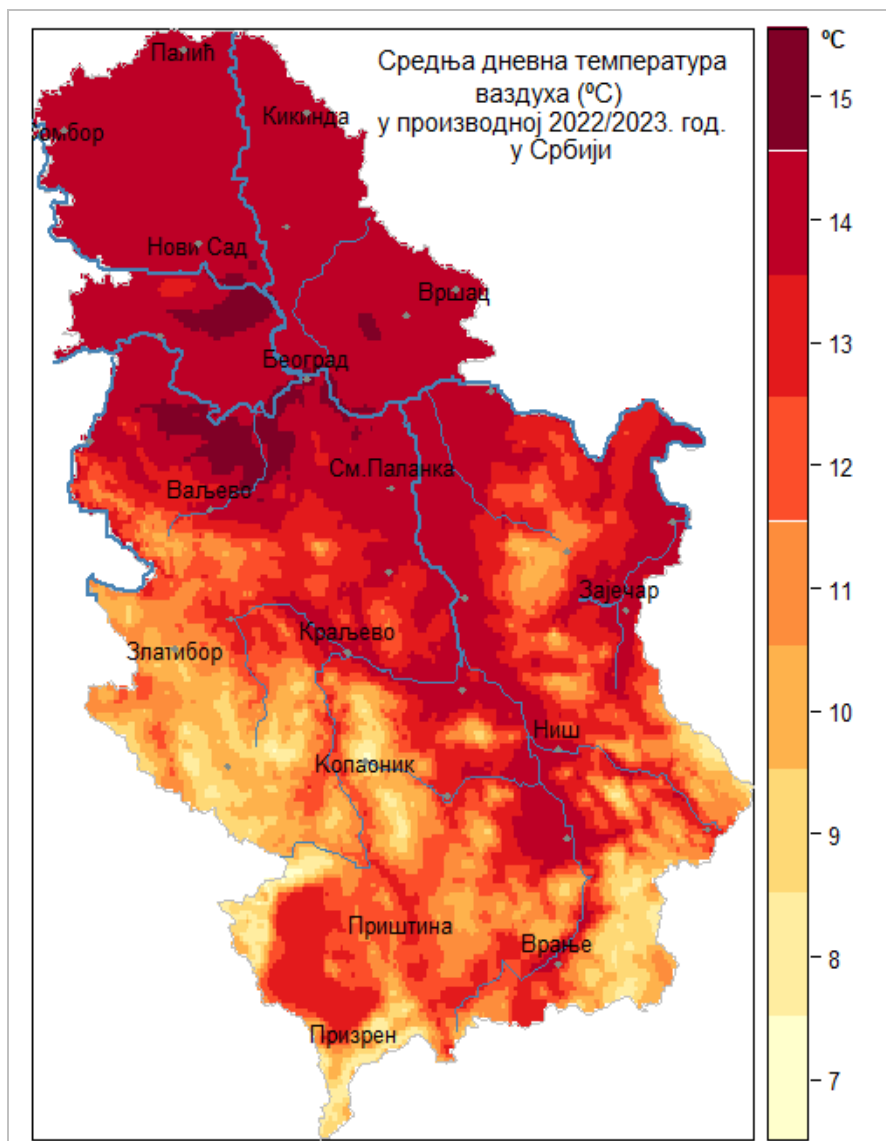 Средња дневна температура
ваздуха (ºC)
у производној 2022/2023. год.
у Србији
ºC
15
14
13
12
11
10
9
8
7
Палић
Кикинда
Сомбор
Нови Сад
Вршац
Београд
См.Паланка
Ваљево
Зајечар
Краљево
Златибор
Ниш
Копаоник
Приштина
Врање
Призрен